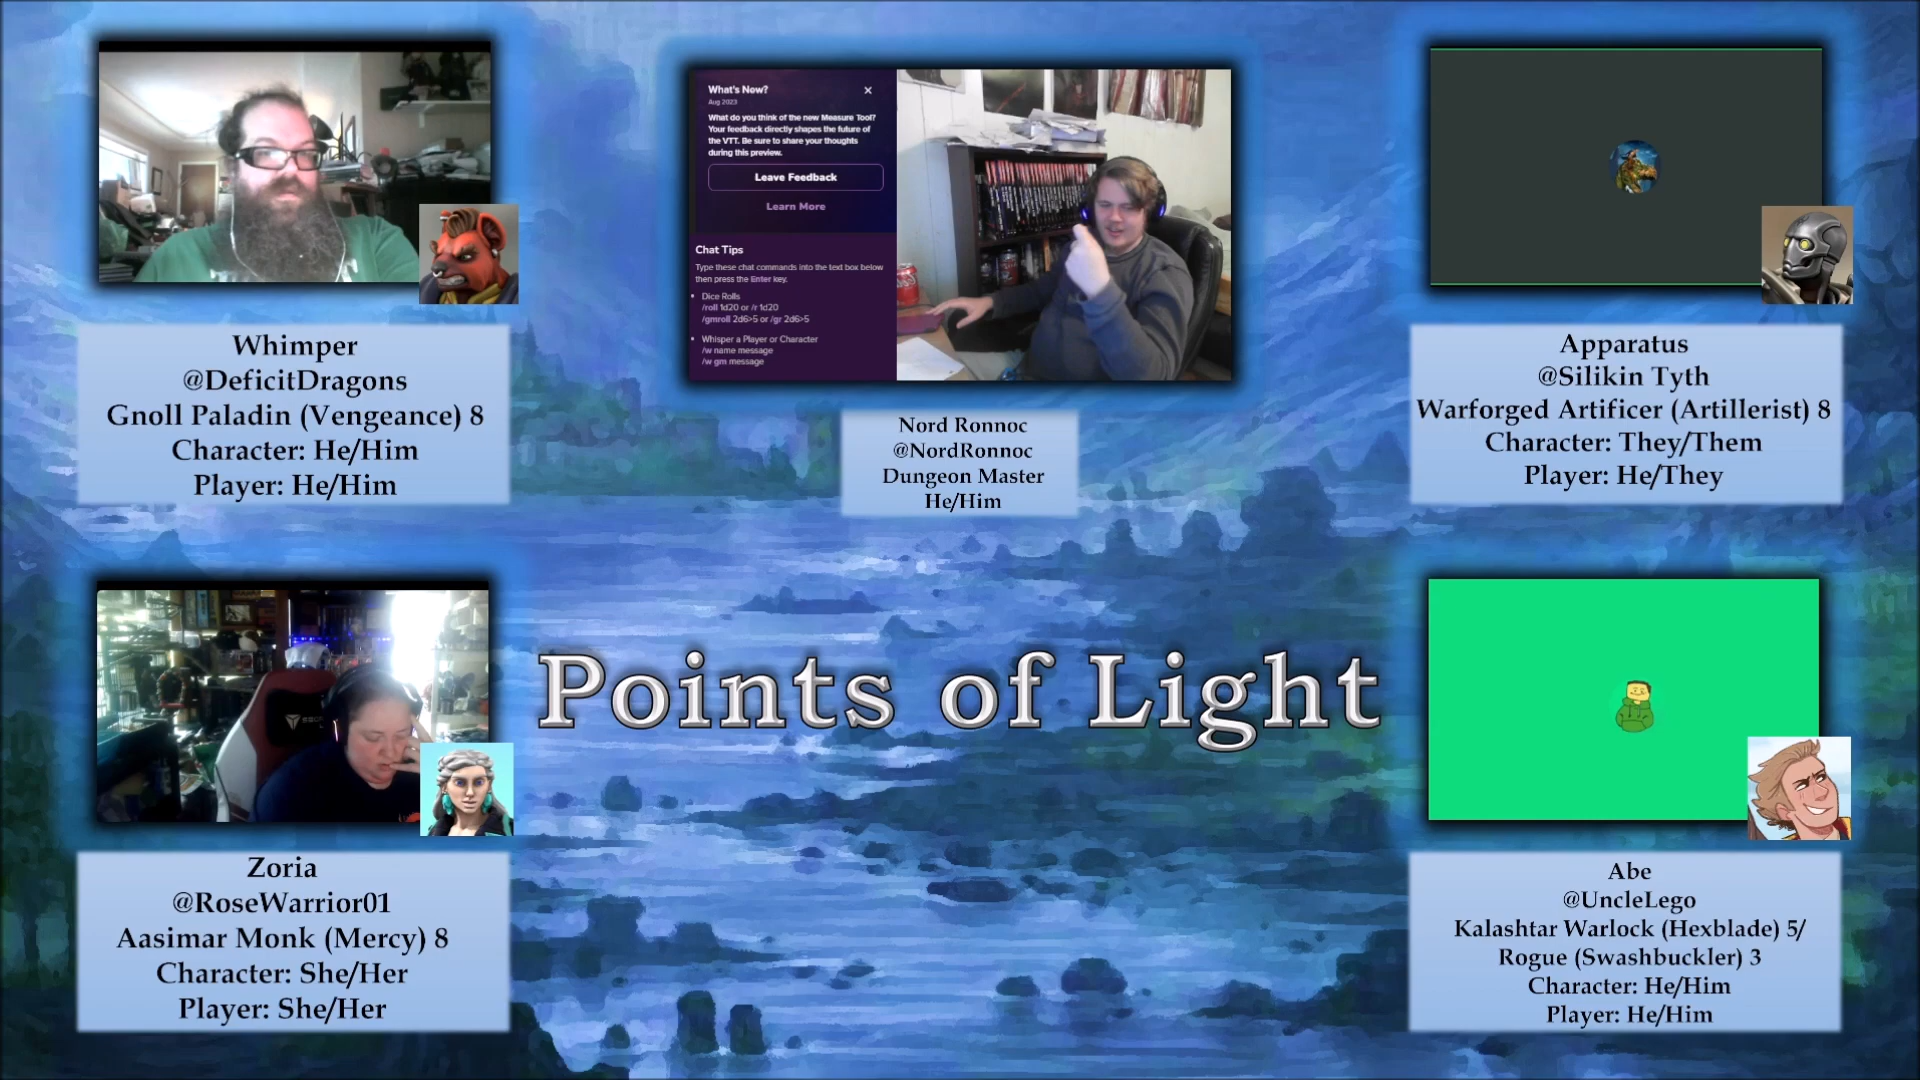 What's New?
Aug 2023
What do you think of the new Measure Tool?
Your feedback directly shapes the future of
the VTT. Be sure to share your thoughts
during this preview.
Leave Feedback
Learn More
Chat Tips
Type these chat commands into the text box below
then press the Enter key.
Dice Rolls
/roll 1d20 or /r 1d20
/gmroll 2d6>5 or /gr 2d6>5
Whisper a Player or Character
/w name message
/w gm message
Whimper
@DeficitDragons
Gnoll Paladin (Vengeance) 8
Character: He/Him
Player: He/Him
Nord Ronnoc
@NordRonnoc
Dungeon Master
He/Him
Apparatus
@Silikin Tyth
Warforged Artificer (Artillerist) 8
Character: They/Them
Player: He/They
Points of Light
Zoria
@RoseWarrior01
Aasimar Monk (Mercy) 8
Character: She/Her
Player: She/Her
Abe
@UncleLego
Kalashtar Warlock (Hexblade) 5/
Rogue (Swashbuckler) 3
Character: He/Him
Player: He/Him